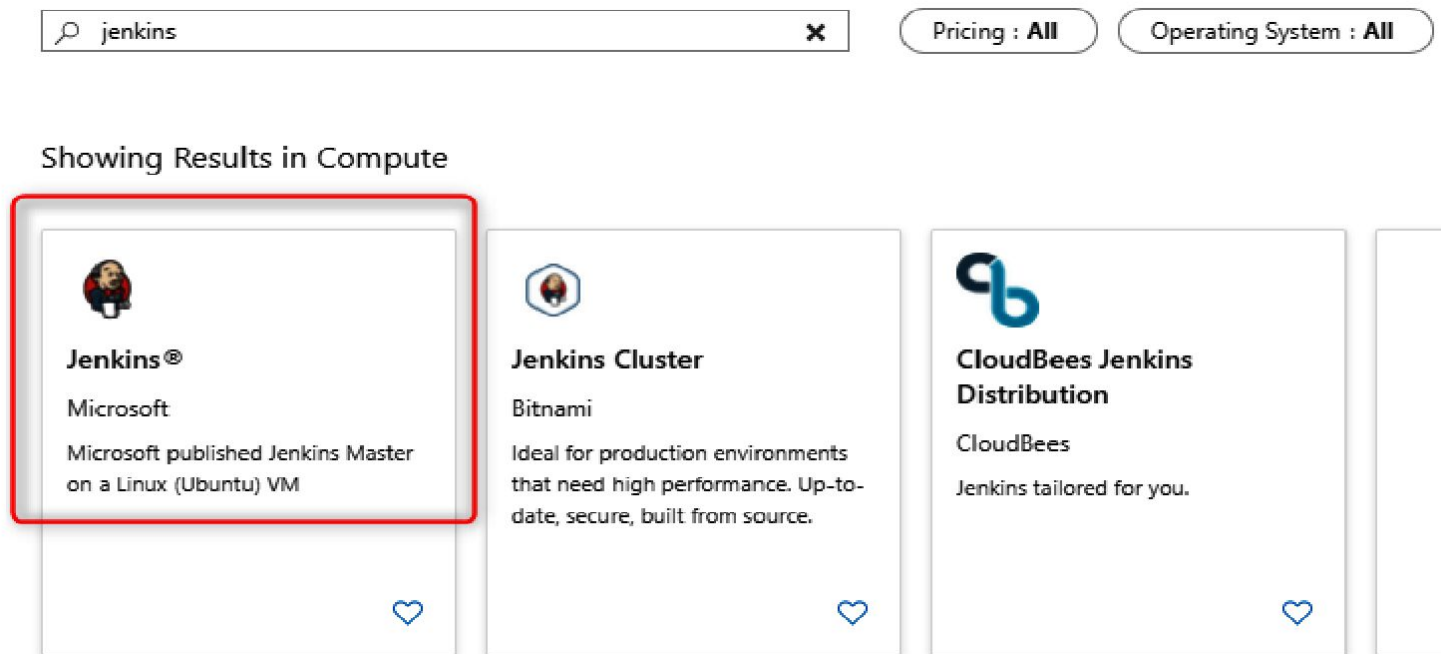 jenkins
Pricing : All
Operating System : All
Showing Results in Compute
Jenkins®
Microsoft
Microsoft published Jenkins Master
on a Linux (Ubuntu) VM
Jenkins Cluster
Bitnami
Ideal for production environments
that need high performance. Up-to-
date, secure, built from source.
CloudBees Jenkins
Distribution
CloudBees
Jenkins tailored for you.